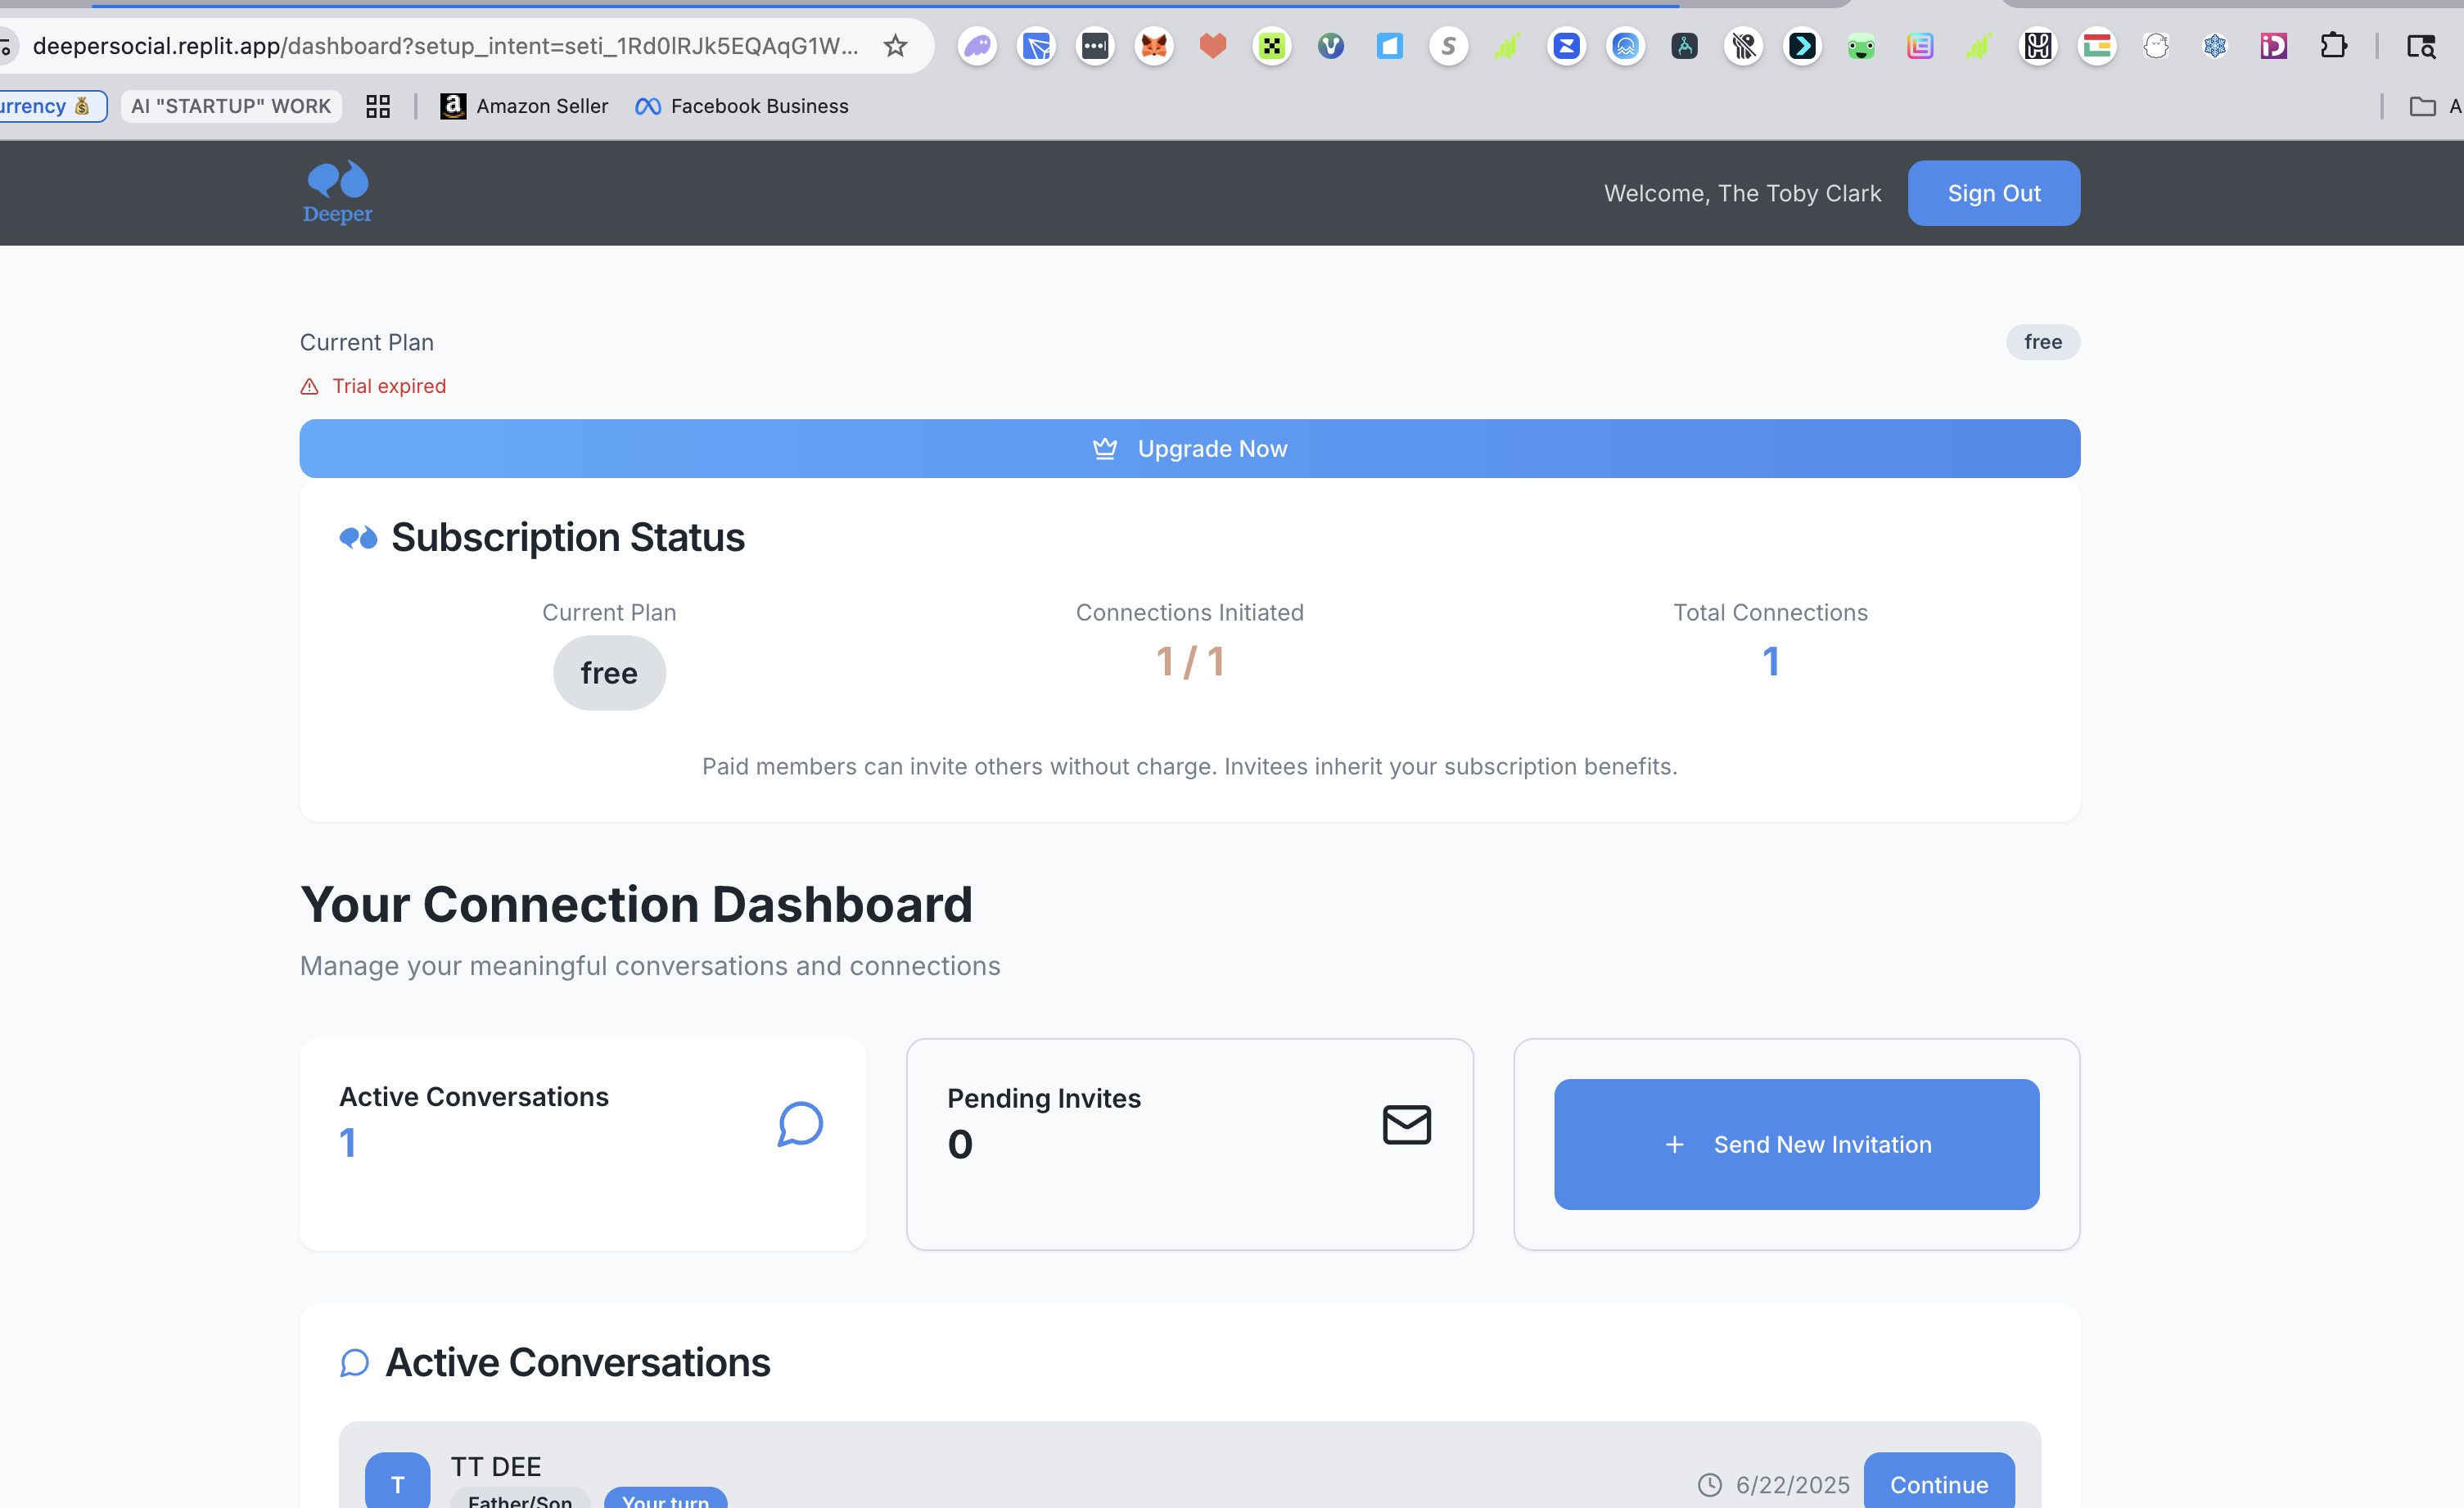 deepersocial.replit.app/dashboard?setup_intent=seti_1Rd0lRJk5EQAqG1W...
urrency 💰 AI "STARTUP" WORK Amazon Seller Facebook Business A
Deeper
Welcome, The Toby Clark
Sign Out
Current Plan
free
Trial expired
Upgrade Now
Subscription Status
Current Plan
free
Connections Initiated
1 / 1
Total Connections
1
Paid members can invite others without charge. Invitees inherit your subscription benefits.
Your Connection Dashboard
Manage your meaningful conversations and connections
Active Conversations
1
Pending Invites
0
+ Send New Invitation
Active Conversations
T
TT DEE
Father/Son Your turn
6/22/2025
Continue